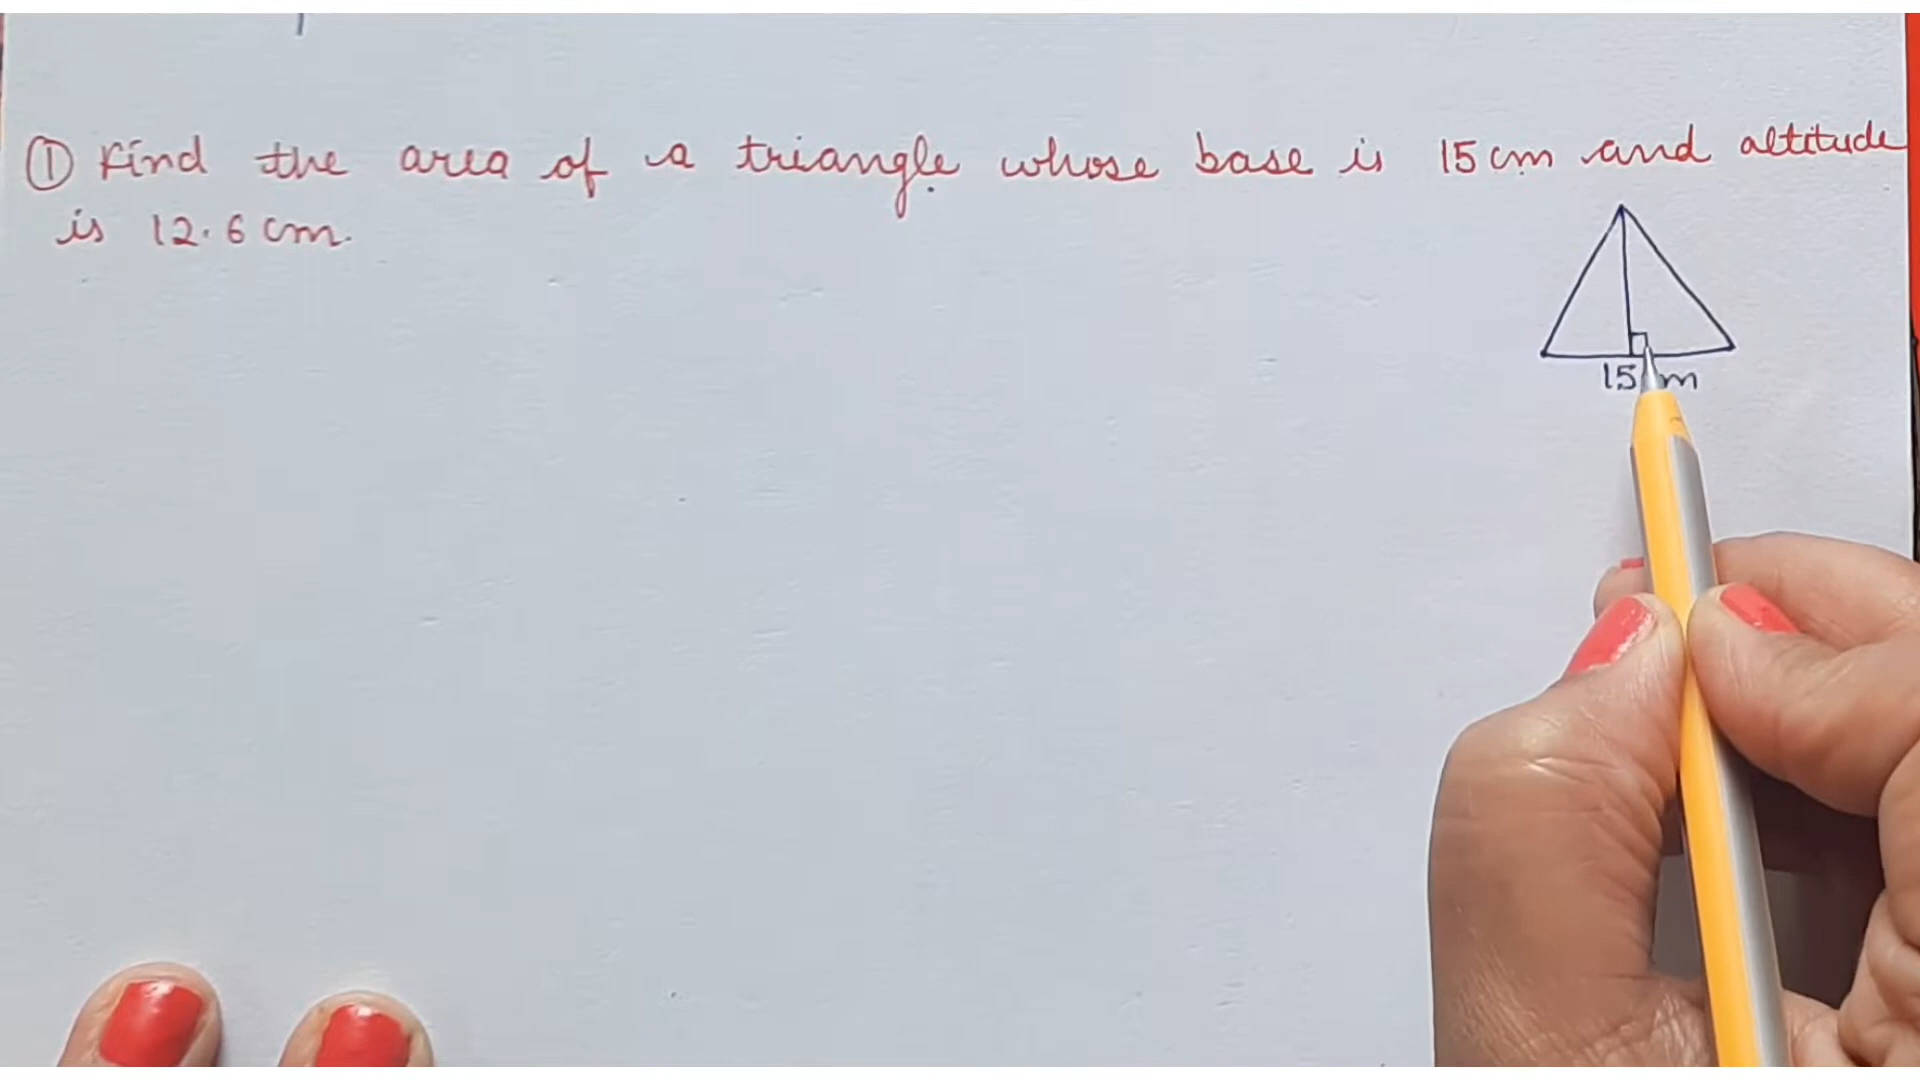 ① Find the area of a triangle whose base is 15 cm and altitude
is 12.6 cm.
15 cm